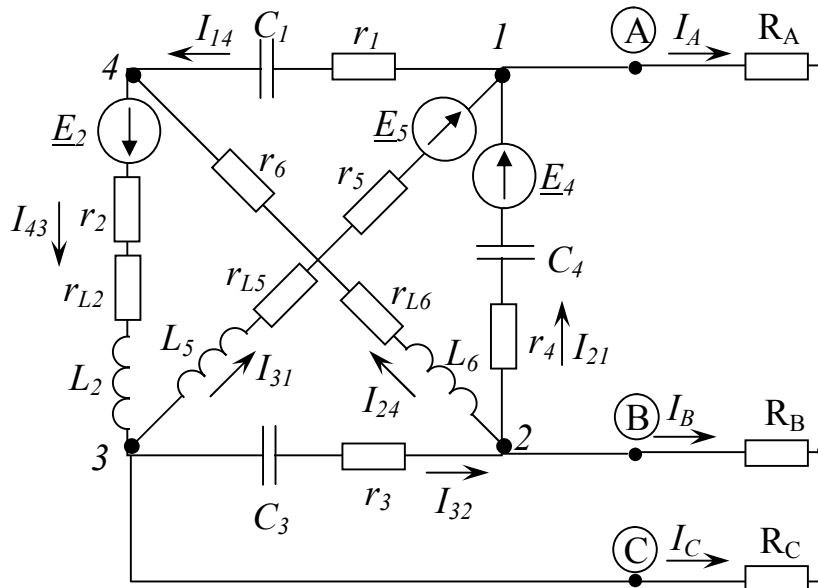 I14 C1 r1 1 A IA RA
4
E2 E5
r6 r5 E4
I43 r2
C4
rL2 rL5 rL6
L5 r4 I21
L2 I31 L6
I24
3 2 B IB RB
C3 r3 I32
C IC RC